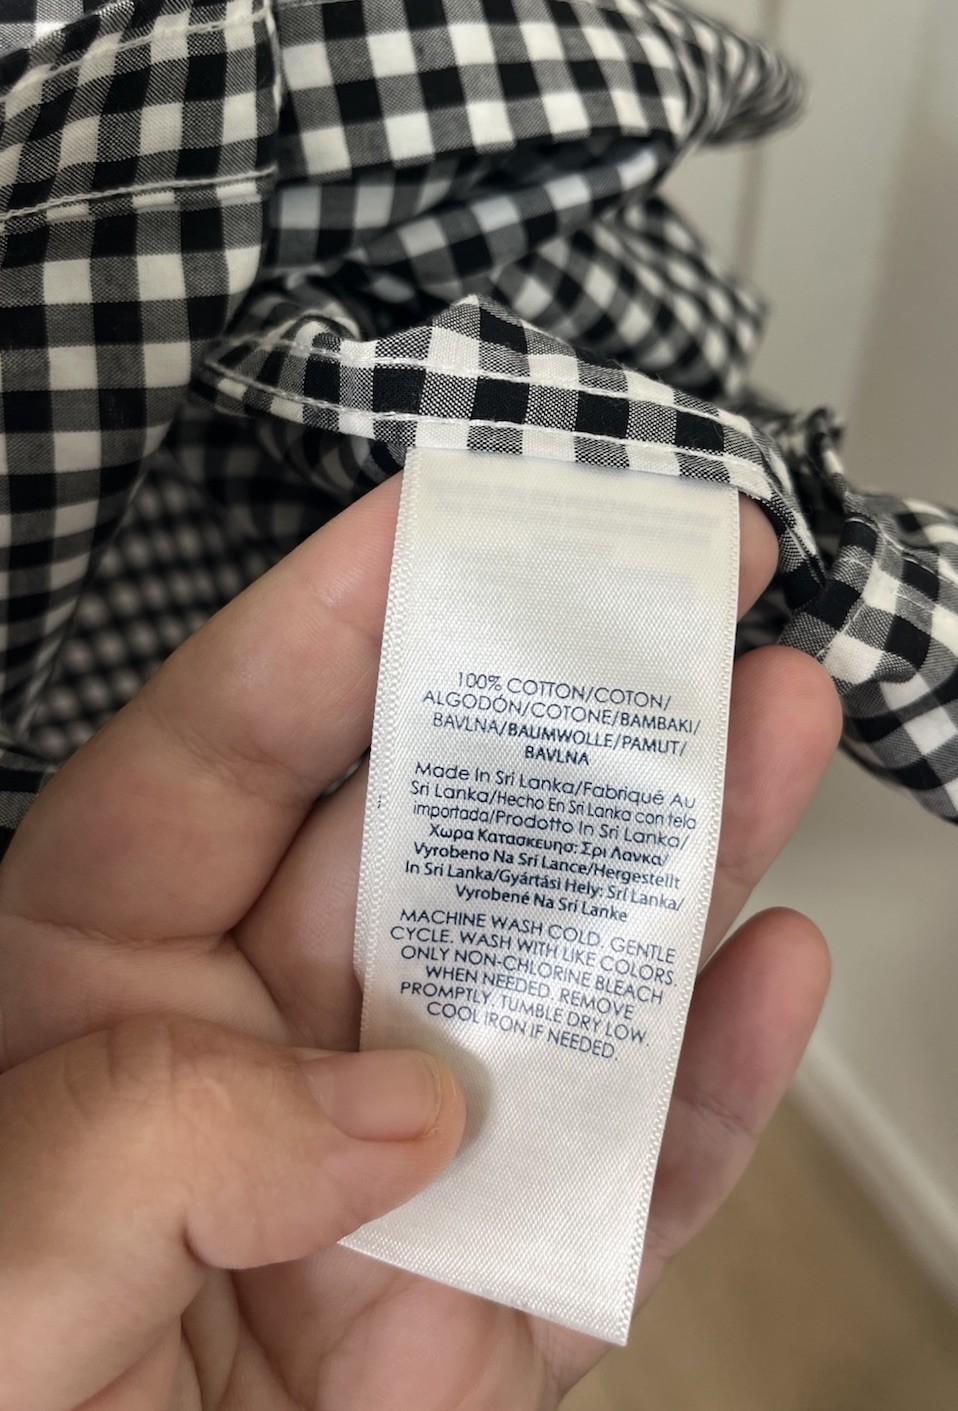 100% COTTON/COTON/
ALGODÓN/COTONE/BAMBAKI/
BAVLNA/BAUMWOLLE/PAMUT/
BAVLNA
Made In Sri Lanka/Fabriqué Au
Sri Lanka/Hecho En Sri Lanka con tela
importada/Prodotto In Sri Lanka/
Χωρα Κατασκευησ: Σρι Λανκα/
Vyrobeno Na Srí Lance/Hergestellt
In Sri Lanka/Gyártási Hely: Srí Lanka/
Vyrobené Na Srí Lanke
MACHINE WASH COLD, GENTLE
CYCLE. WASH WITH LIKE COLORS.
ONLY NON-CHLORINE BLEACH
WHEN NEEDED. REMOVE
PROMPTLY. TUMBLE DRY LOW.
COOL IRON IF NEEDED.